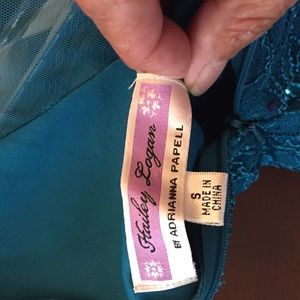 Hailey Logan
BY ADRIANNA PAPELL
S
MADE IN
CHINA